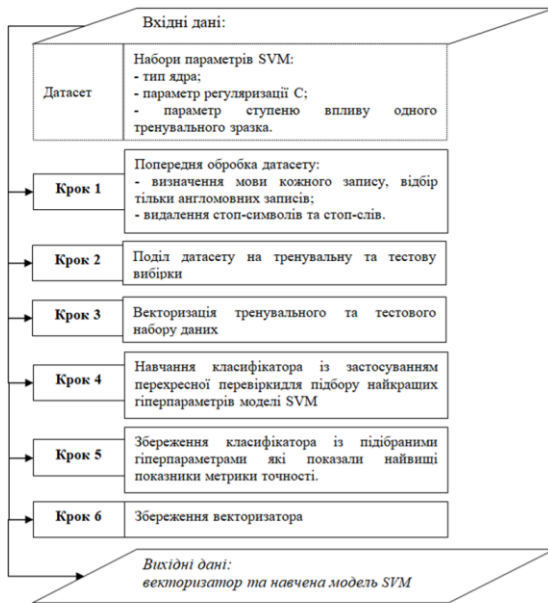 Вхідні дані:
Датасет
Набори параметрів SVM:
- тип ядра;
- параметр регуляризації C;
- параметр ступеню впливу одного
тренувального зразка.
Крок 1
Попередня обробка датасету:
- визначення мови кожного запису, відбір
тільки англомовних записів;
- видалення стоп-символів та стоп-слів.
Крок 2
Поділ датасету на тренувальну та тестову
вибірки
Крок 3
Векторизація тренувального та тестового
набору даних
Крок 4
Навчання класифікатора із застосуванням
перехресної перевіркидля підбору найкращих
гіперпараметрів моделі SVM
Крок 5
Збереження класифікатора із підібраними
гіперпараметрами які показали найвищі
показники метрики точності.
Крок 6
Збереження векторизатора
Вихідні дані:
векторизатор та навчена модель SVM